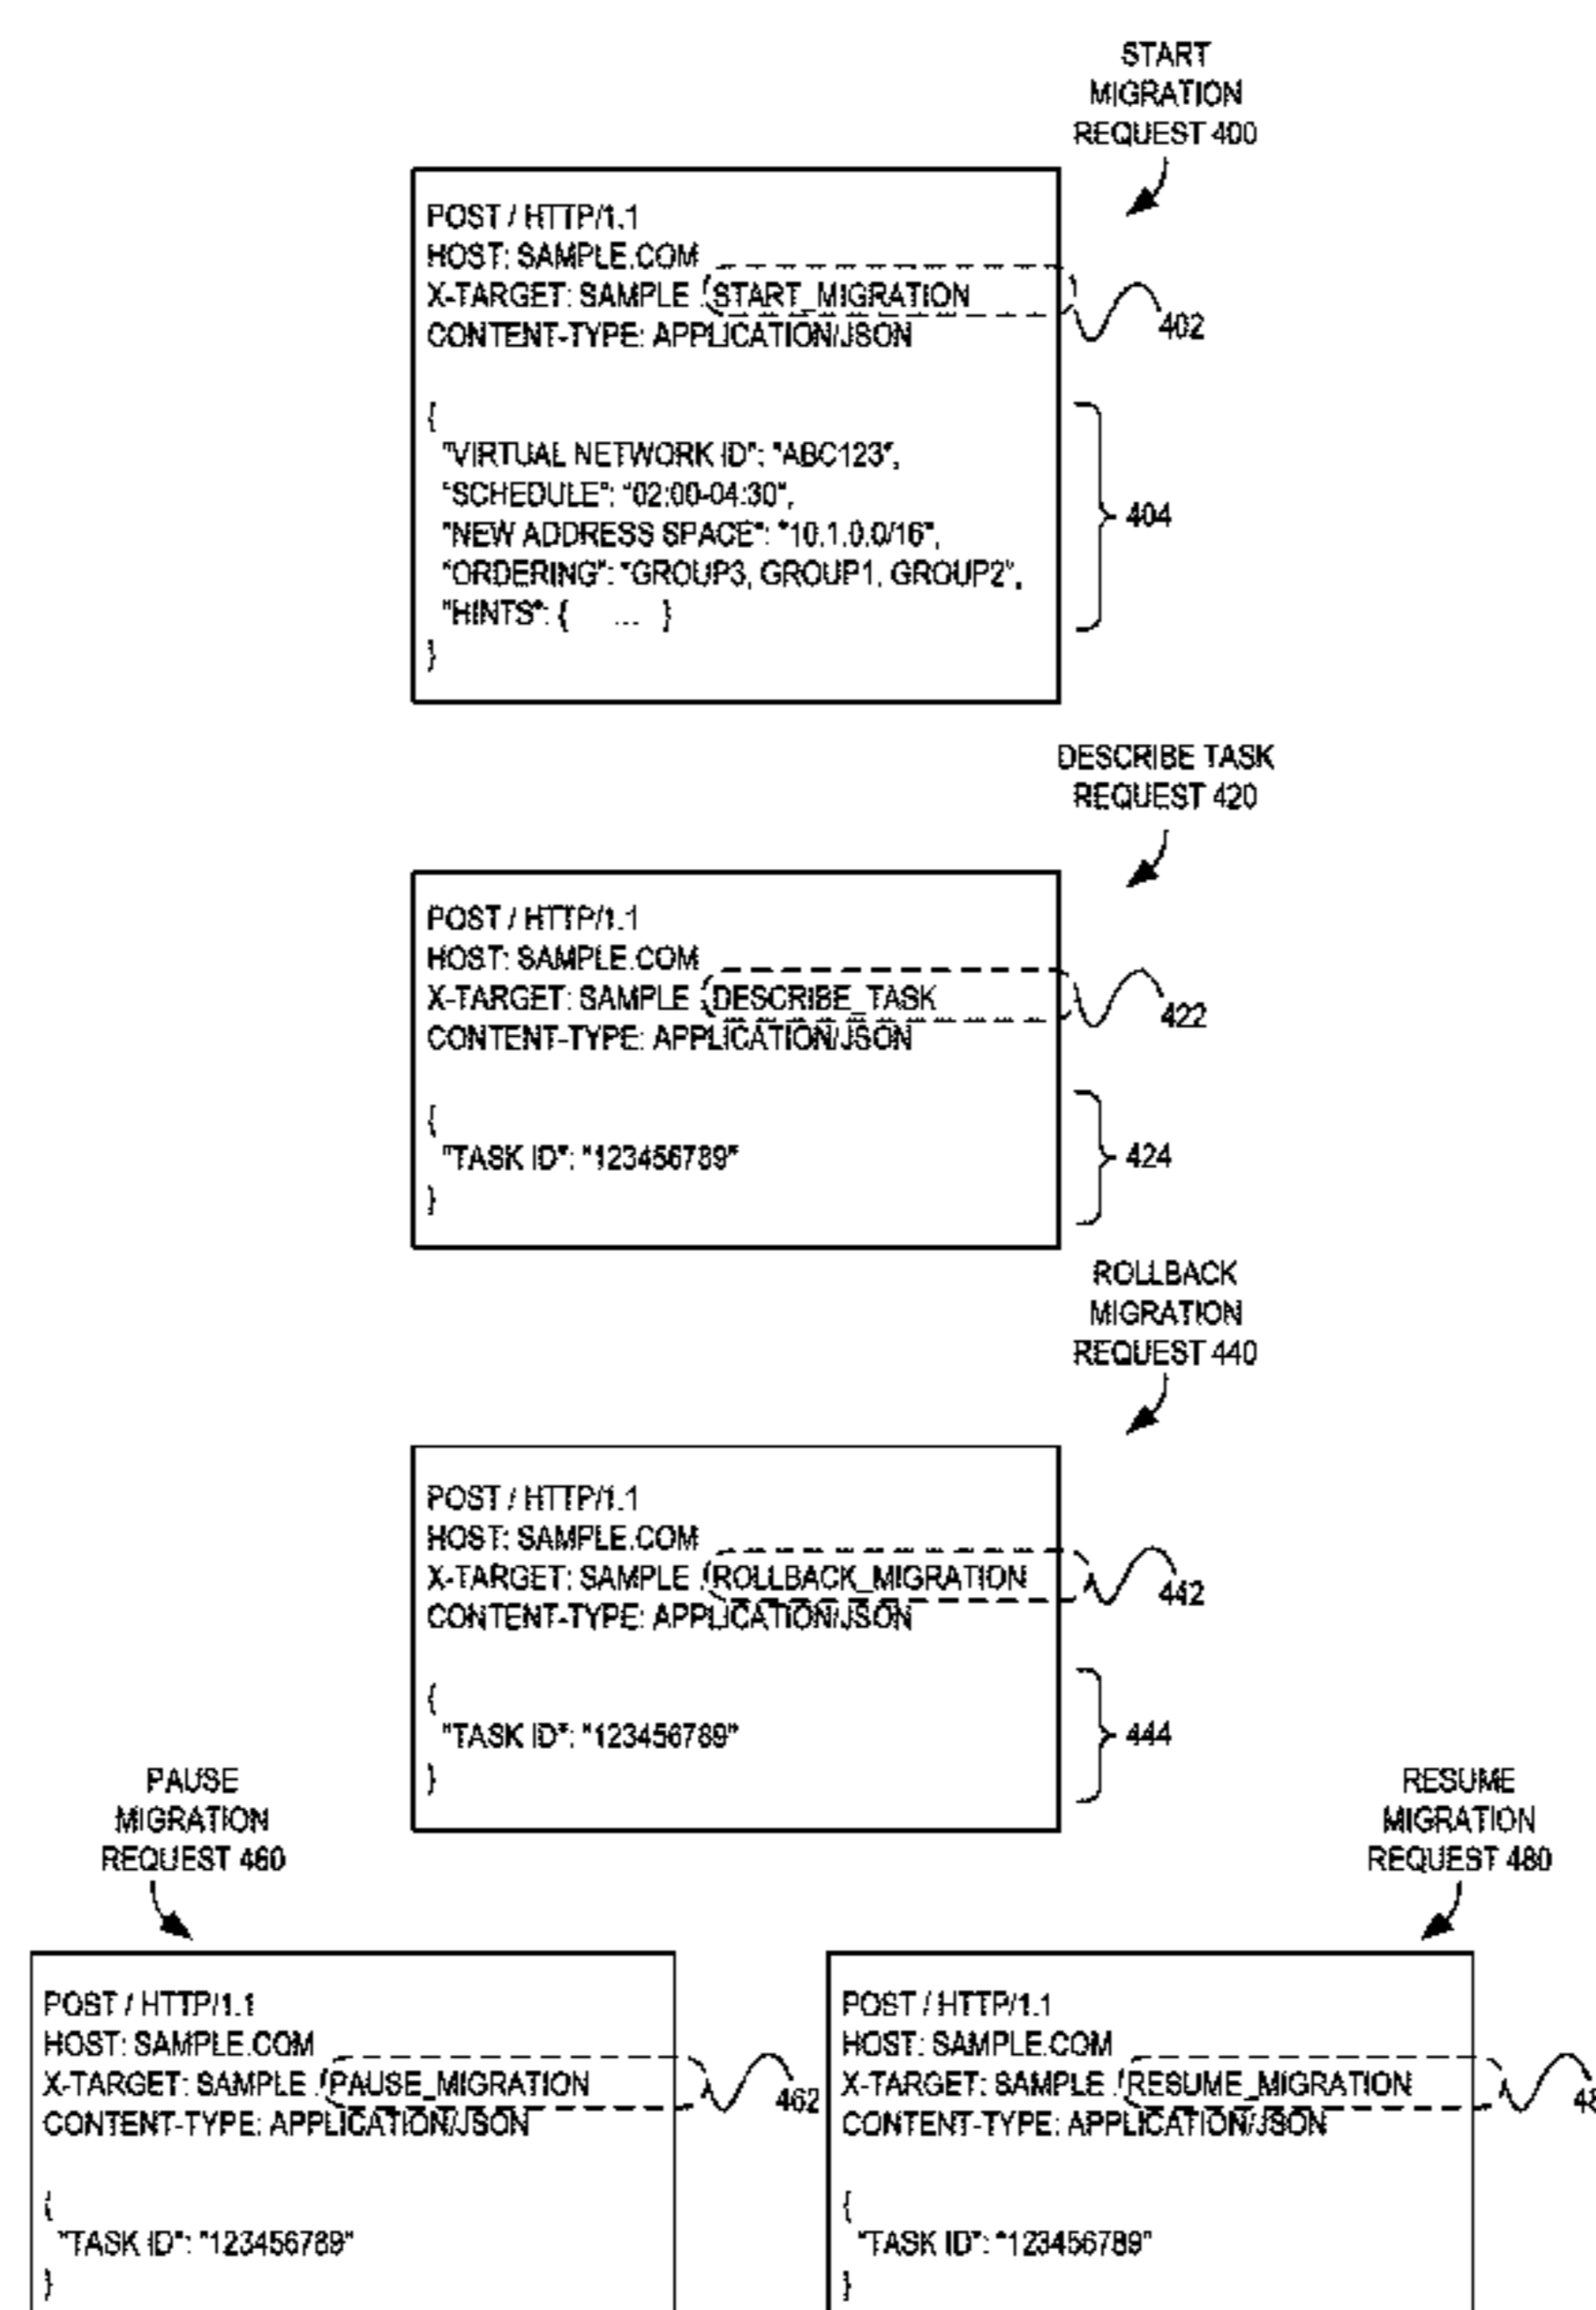 START
MIGRATION
REQUEST 400
POST / HTTP/1.1
HOST: SAMPLE.COM
X-TARGET: SAMPLE .START_MIGRATION
CONTENT-TYPE: APPLICATION/JSON
402
{
"VIRTUAL NETWORK ID": "ABC123",
"SCHEDULE": "02:00-04:30",
"NEW ADDRESS SPACE": "10.1.0.0/16",
"ORDERING": "GROUP3, GROUP1, GROUP2",
"HINTS": { ... }
}
404
DESCRIBE TASK
REQUEST 420
POST / HTTP/1.1
HOST: SAMPLE.COM
X-TARGET: SAMPLE .DESCRIBE_TASK
CONTENT-TYPE: APPLICATION/JSON
422
{
"TASK ID": "123456789"
}
424
ROLLBACK
MIGRATION
REQUEST 440
POST / HTTP/1.1
HOST: SAMPLE.COM
X-TARGET: SAMPLE .ROLLBACK_MIGRATION
CONTENT-TYPE: APPLICATION/JSON
442
{
"TASK ID": "123456789"
}
444
PAUSE
MIGRATION
REQUEST 460
POST / HTTP/1.1
HOST: SAMPLE.COM
X-TARGET: SAMPLE .PAUSE_MIGRATION
CONTENT-TYPE: APPLICATION/JSON
462
{
"TASK ID": "123456789"
}
RESUME
MIGRATION
REQUEST 480
POST / HTTP/1.1
HOST: SAMPLE.COM
X-TARGET: SAMPLE .RESUME_MIGRATION
CONTENT-TYPE: APPLICATION/JSON
{
"TASK ID": "123456789"
}